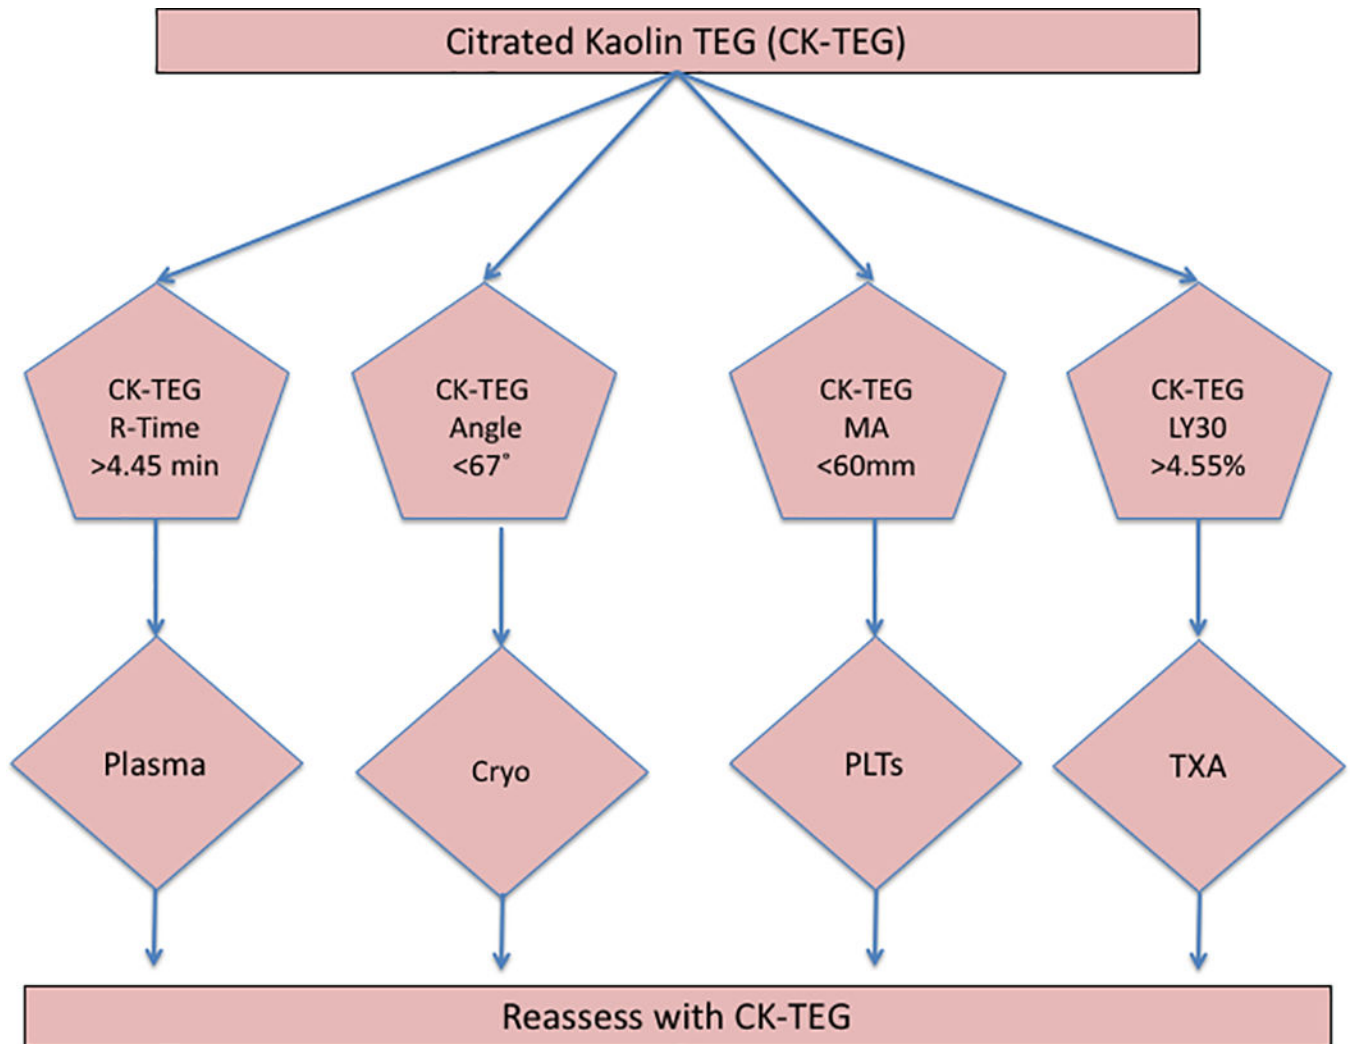 Citrated Kaolin TEG (CK-TEG)
CK-TEG
R-Time
>4.45 min
CK-TEG
Angle
<67˚
CK-TEG
MA
<60mm
CK-TEG
LY30
>4.55%
Plasma
Cryo
PLTs
TXA
Reassess with CK-TEG